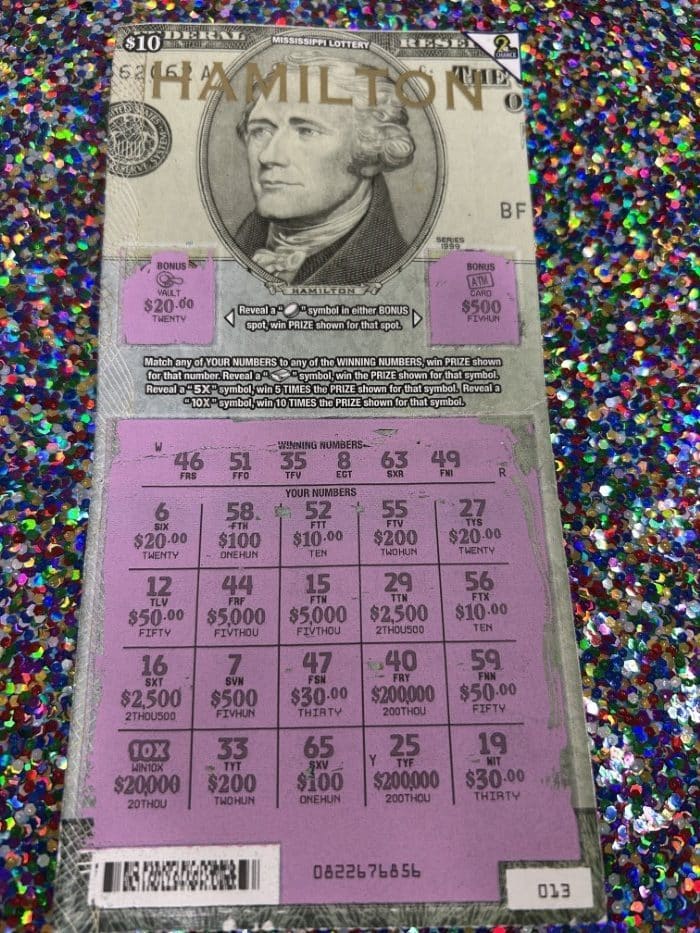 $10 DERAL MISSISSIPPI LOTTERY RESE 2ND CHANCE
HAMILTON
THE
BF
SERIES
1999
HAMILTON
BONUS
VAULT
$20.00
TWENTY
BONUS
ATM
CARD
$500
FIVHUN
Reveal a " " symbol in either BONUS
spot, win PRIZE shown for that spot.
Match any of YOUR NUMBERS to any of the WINNING NUMBERS, win PRIZE shown
for that number. Reveal a " " symbol, win the PRIZE shown for that symbol.
Reveal a "5X" symbol, win 5 TIMES the PRIZE shown for that symbol. Reveal a
"10X" symbol, win 10 TIMES the PRIZE shown for that symbol.
W WINNING NUMBERS
46 51 35 8 63 49
FRS FFO TFV EGT SXR FNI R
YOUR NUMBERS
6 58 52 55 27
SIX FTH FTT FTV TYS
$20.00 $100 $10.00 $200 $20.00
TWENTY ONEHUN TEN TWOHUN TWENTY
12 44 15 29 56
TLV FRF FTN TTN FTX
$50.00 $5,000 $5,000 $2,500 $10.00
FIFTY FIVTHOU FIVTHOU 2THOU500 TEN
16 7 47 40 59
SXT SVN FSN FRY FNN
$2,500 $500 $30.00 $200,000 $50.00
2THOU500 FIVHUN THIRTY 200THOU FIFTY
10X 33 65 25 19
WIN10X TYT SXV Y TYF NIT
$20,000 $200 $100 $200,000 $30.00
20THOU TWOHUN ONEHUN 200THOU THIRTY
0822676856
013